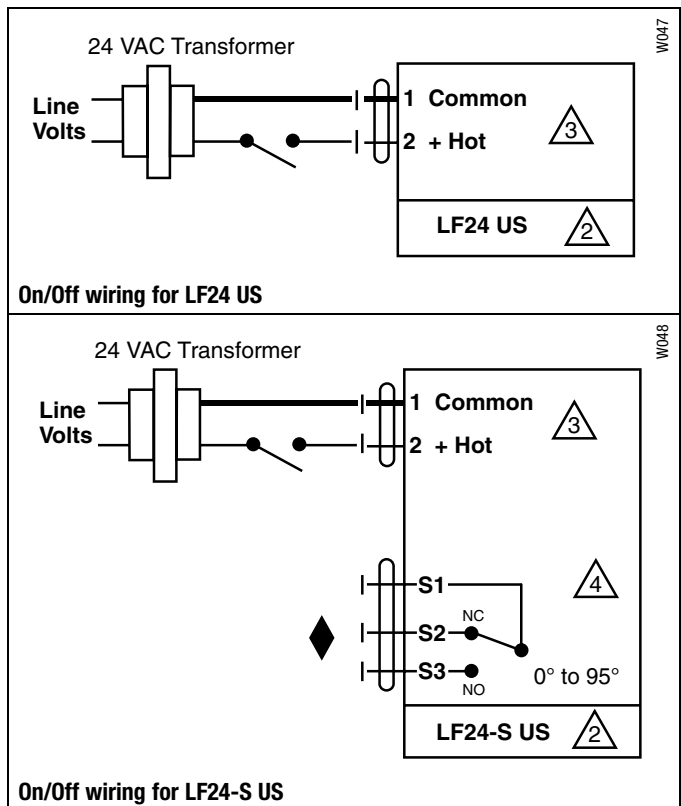 W047
24 VAC Transformer
Line
Volts
1 Common
2 + Hot
3
LF24 US
2
On/Off wiring for LF24 US
W048
24 VAC Transformer
Line
Volts
1 Common
2 + Hot
3
S1
4
S2
NC
S3
NO
0° to 95°
LF24-S US
2
On/Off wiring for LF24-S US